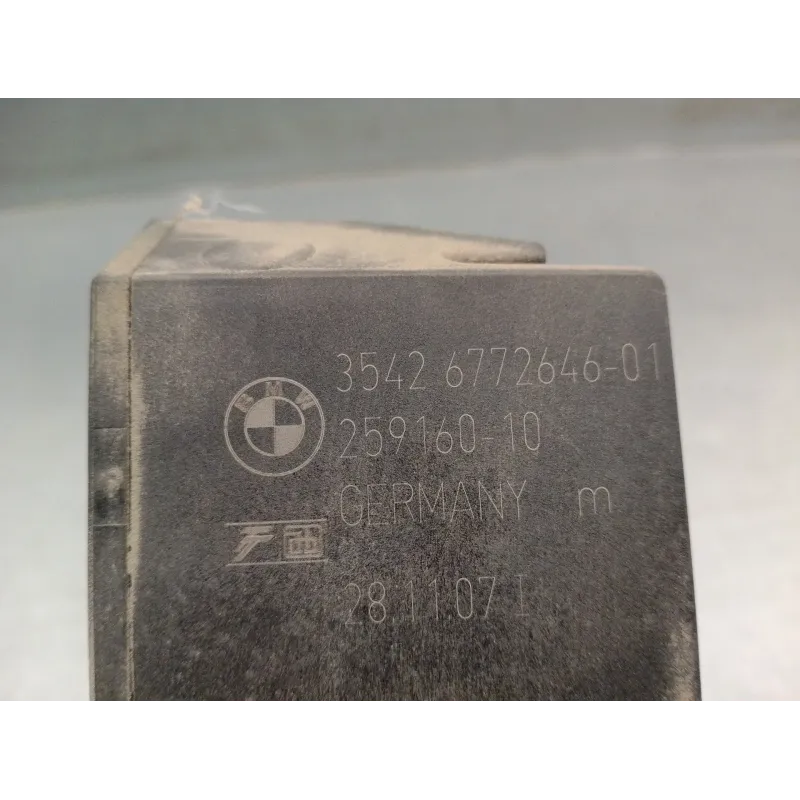 3542 6772646-01
BMW
259160-10
GERMANY m
28.11.07 I